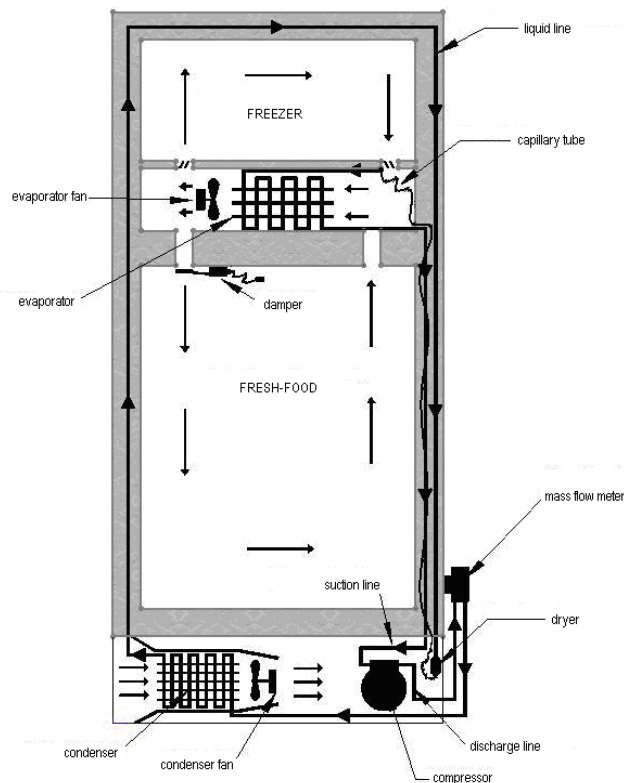 liquid line
FREEZER
capillary tube
evaporator fan
evaporator
damper
FRESH-FOOD
mass flow meter
suction line
dryer
condenser
condenser fan
discharge line
compressor